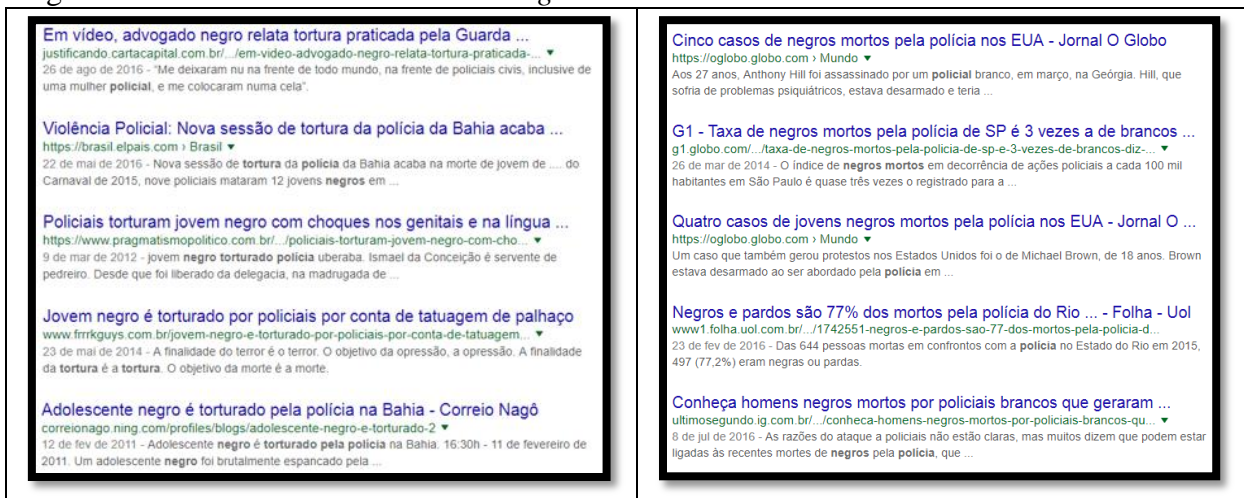 Em vídeo, advogado negro relata tortura praticada pela Guarda ...
justificando.cartacapital.com.br/.../em-video-advogado-negro-relata-tortura-praticada-... ▼
26 de ago de 2016 - "Me deixaram nu na frente de todo mundo, na frente de policiais civis, inclusive de
uma mulher policial, e me colocaram numa cela".
Violência Policial: Nova sessão de tortura da polícia da Bahia acaba ...
https://brasil.elpais.com › Brasil ▼
22 de mai de 2016 - Nova sessão de tortura da polícia da Bahia acaba na morte de jovem de .... do
Carnaval de 2015, nove policiais mataram 12 jovens negros em ...
Policiais torturam jovem negro com choques nos genitais e na língua ...
https://www.pragmatismopolitico.com.br/.../policiais-torturam-jovem-negro-com-cho... ▼
9 de mar de 2012 - jovem negro torturado polícia uberaba. Ismael da Conceição é servente de
pedreiro. Desde que foi liberado da delegacia, na madrugada de ...
Jovem negro é torturado por policiais por conta de tatuagem de palhaço
www.frrrkguys.com.br/jovem-negro-e-torturado-por-policiais-por-conta-de-tatuagem... ▼
23 de mai de 2014 - A finalidade do terror é o terror. O objetivo da opressão, a opressão. A finalidade
da tortura é a tortura. O objetivo da morte é a morte.
Adolescente negro é torturado pela polícia na Bahia - Correio Nagô
correionago.ning.com/profiles/blogs/adolescente-negro-e-torturado-2 ▼
12 de fev de 2011 - Adolescente negro é torturado pela polícia na Bahia. 16:30h - 11 de fevereiro de
2011. Um adolescente negro foi brutalmente espancado pela ...
Cinco casos de negros mortos pela polícia nos EUA - Jornal O Globo
https://oglobo.globo.com › Mundo ▼
Aos 27 anos, Anthony Hill foi assassinado por um policial branco, em março, na Geórgia. Hill, que
sofria de problemas psiquiátricos, estava desarmado e teria ...
G1 - Taxa de negros mortos pela polícia de SP é 3 vezes a de brancos ...
g1.globo.com/.../taxa-de-negros-mortos-pela-policia-de-sp-e-3-vezes-de-brancos-diz-... ▼
26 de mar de 2014 - O índice de negros mortos em decorrência de ações policiais a cada 100 mil
habitantes em São Paulo é quase três vezes o registrado para a ...
Quatro casos de jovens negros mortos pela polícia nos EUA - Jornal O ...
https://oglobo.globo.com › Mundo ▼
Um caso que também gerou protestos nos Estados Unidos foi o de Michael Brown, de 18 anos. Brown
estava desarmado ao ser abordado pela polícia em ...
Negros e pardos são 77% dos mortos pela polícia do Rio ... - Folha - Uol
www1.folha.uol.com.br/.../1742551-negros-e-pardos-sao-77-dos-mortos-pela-policia-d...
23 de fev de 2016 - Das 644 pessoas mortas em confrontos com a polícia no Estado do Rio em 2015,
497 (77,2%) eram negras ou pardas.
Conheça homens negros mortos por policiais brancos que geraram ...
ultimosegundo.ig.com.br/.../conheca-homens-negros-mortos-por-policiais-brancos-qu... ▼
8 de jul de 2016 - As razões do ataque a policiais não estão claras, mas muitos dizem que podem estar
ligadas às recentes mortes de negros pela polícia, que ...